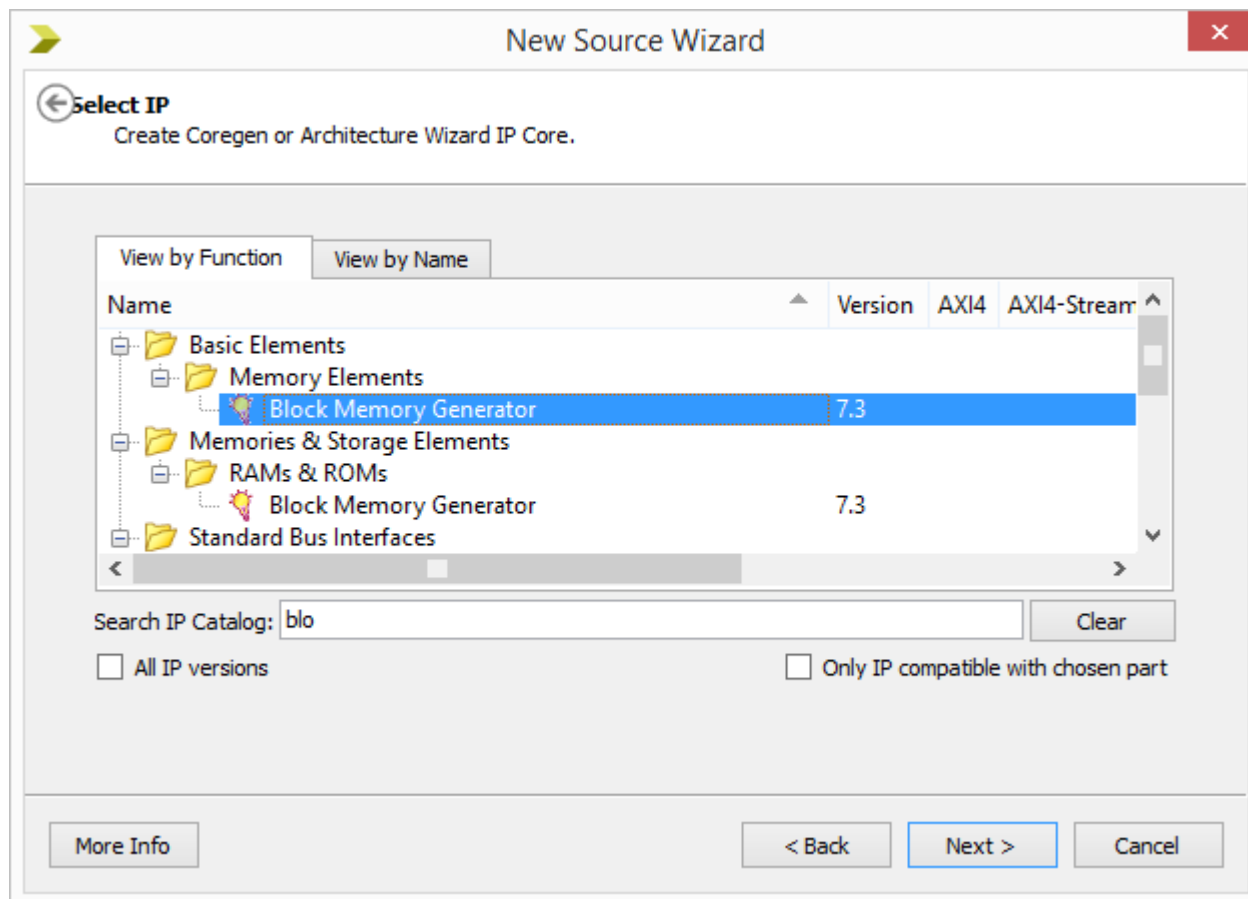 New Source Wizard
Select IP
Create Coregen or Architecture Wizard IP Core.
View by Function View by Name
Name Version AXI4 AXI4-Stream
Basic Elements
Memory Elements
Block Memory Generator 7.3
Memories & Storage Elements
RAMs & ROMs
Block Memory Generator 7.3
Standard Bus Interfaces
Search IP Catalog: blo Clear
All IP versions Only IP compatible with chosen part
More Info < Back Next > Cancel